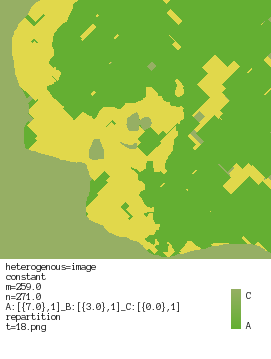 heterogenous=image
constant
m=259.0
n=271.0
A:[{7.0},1]_B:[{3.0},1]_C:[{0.0},1]
repartition
t=18.png
C
A